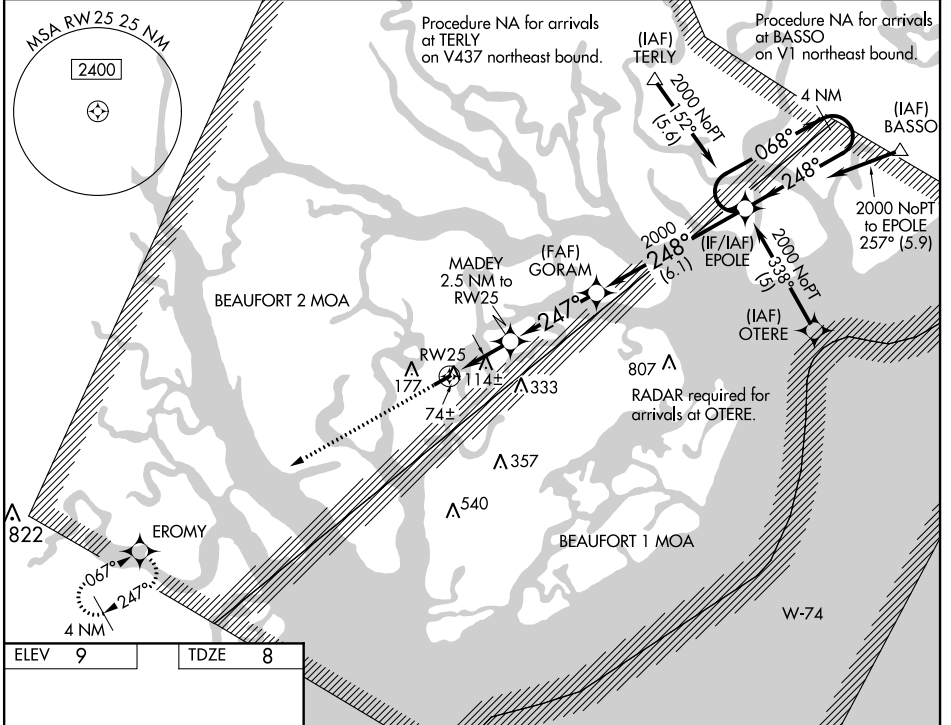 MSA RW25 25 NM
2400
Procedure NA for arrivals
at TERLY
on V437 northeast bound.
Procedure NA for arrivals
at BASSO
on V1 northeast bound.
(IAF)
TERLY
2000 NoPT
152°
(5.6)
4 NM
(IAF)
BASSO
068°
248°
2000 NoPT
to EPOLE
257° (5.9)
(IF/IAF)
EPOLE
2000
248°
(6.1)
(FAF)
GORAM
MADEY
2.5 NM to
RW25
2000 NoPT
338°
(5)
(IAF)
OTERE
247°
BEAUFORT 2 MOA
RW25
177
114±
74±
333
807
RADAR required for
arrivals at OTERE.
357
540
822
EROMY
067°
247°
4 NM
BEAUFORT 1 MOA
W-74
ELEV 9
TDZE 8